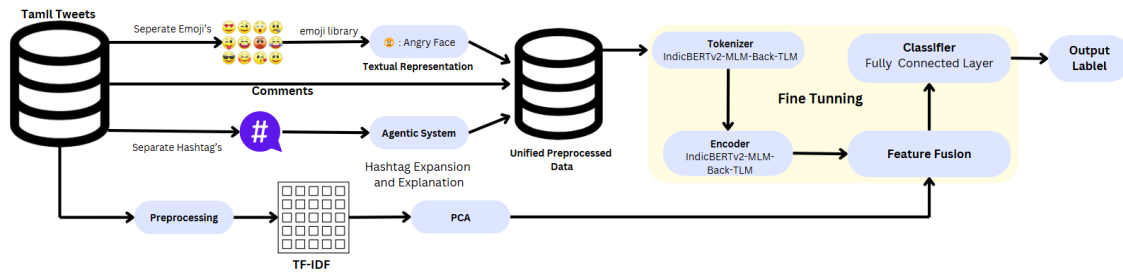 Tamil Tweets
Seperate Emoji's
emoji library
: Angry Face
Textual Representation
Comments
#
Separate Hashtag's
Agentic System
Hashtag Expansion
and Explanation
Unified Preprocessed
Data
Tokenizer
IndicBERTv2-MLM-Back-TLM
Classifier
Fully Connected Layer
Output
Lablel
Fine Tunning
Encoder
IndicBERTv2-MLM-
Back-TLM
Feature Fusion
Preprocessing
TF-IDF
PCA